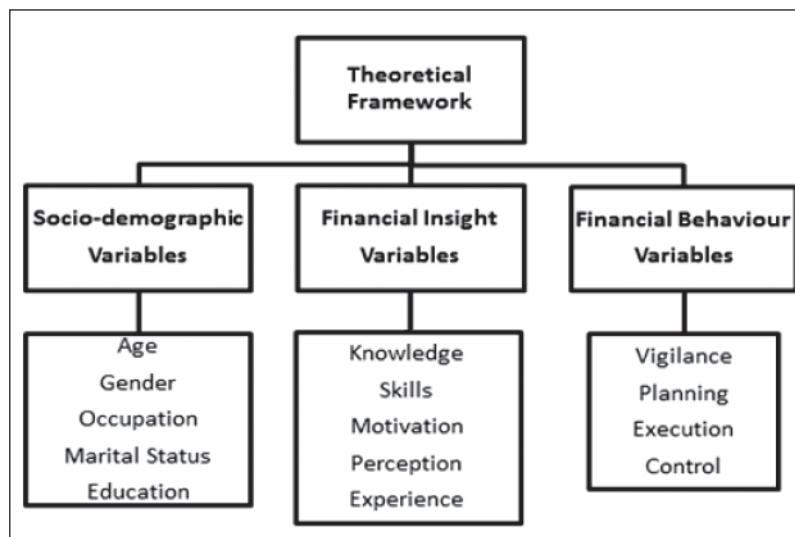 Theoretical
Framework
Socio-demographic
Variables
Financial Insight
Variables
Financial Behaviour
Variables
Age
Gender
Occupation
Marital Status
Education
Knowledge
Skills
Motivation
Perception
Experience
Vigilance
Planning
Execution
Control